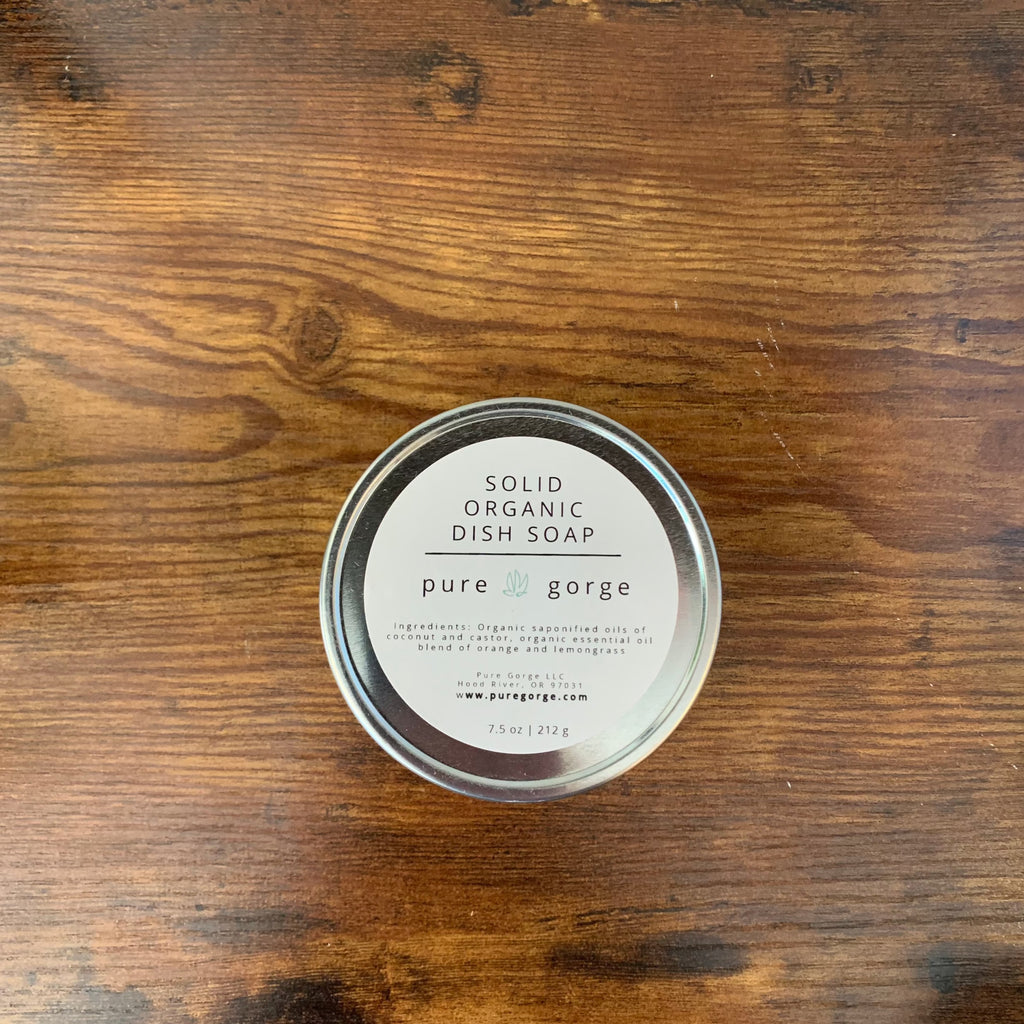 SOLID
ORGANIC
DISH SOAP
pure gorge
Ingredients: Organic saponified oils of
coconut and castor, organic essential oil
blend of orange and lemongrass
Pure Gorge LLC
Hood River, OR 97031
www.puregorge.com
7.5 oz | 212 g